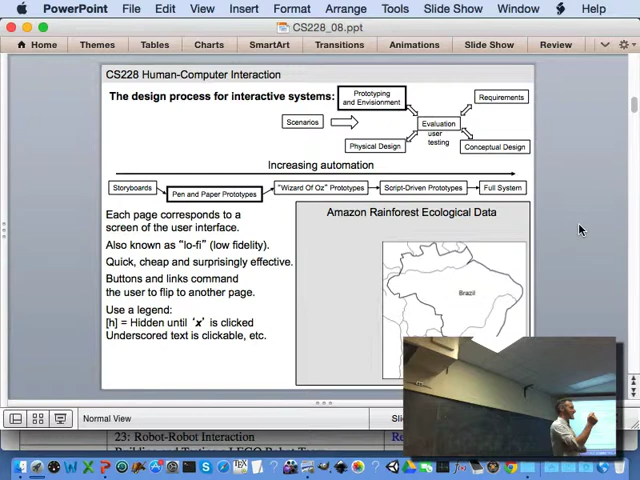 PowerPoint File Edit View Insert Format Arrange Tools Slide Show Window Help
CS228_08.ppt
Home Themes Tables Charts SmartArt Transitions Animations Slide Show Review
CS228 Human-Computer Interaction
The design process for interactive systems:
Prototyping
and Envisionment
Requirements
Scenarios
Evaluation
user
testing
Physical Design
Conceptual Design
Increasing automation
Storyboards
Pen and Paper Prototypes
"Wizard Of Oz" Prototypes
Script-Driven Prototypes
Full System
Each page corresponds to a
screen of the user interface.
Also known as "lo-fi" (low fidelity).
Quick, cheap and surprisingly effective.
Buttons and links command
the user to flip to another page.
Use a legend:
[h] = Hidden until 'x' is clicked
Underscored text is clickable, etc.
Amazon Rainforest Ecological Data
Brazil
Normal View
23: Robot-Robot Interaction